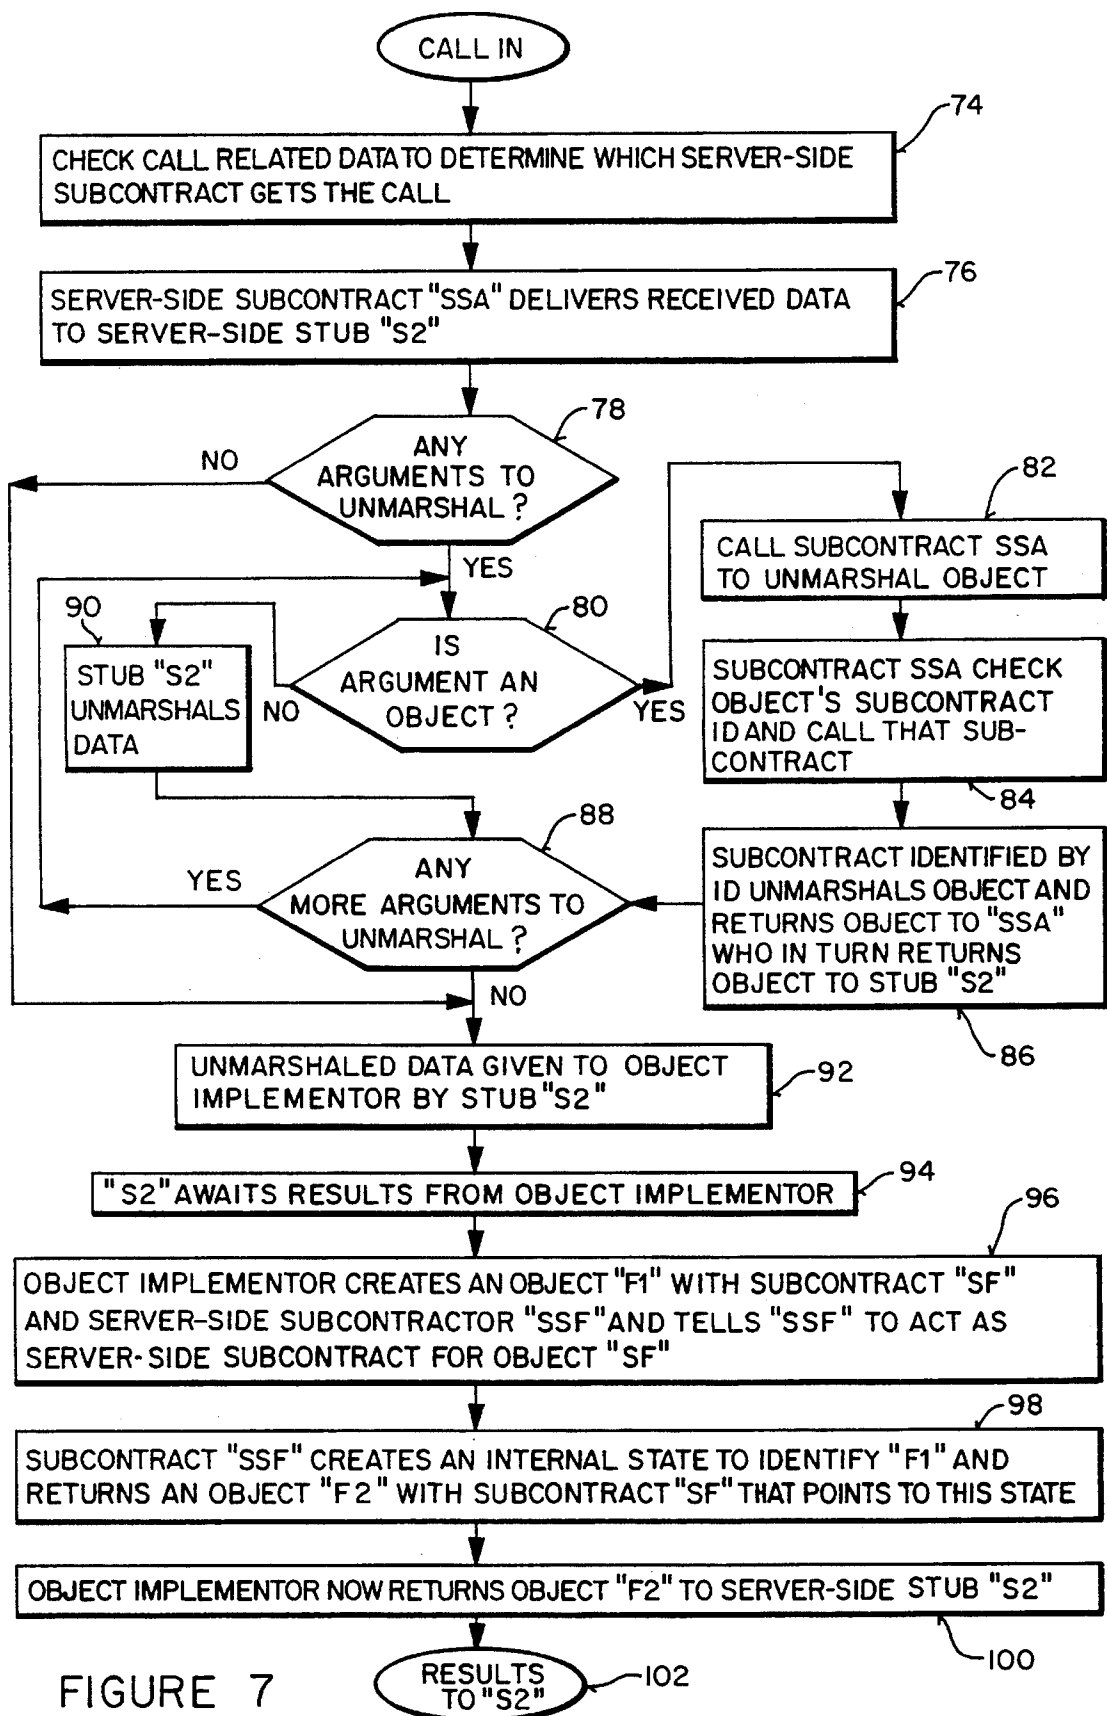 CALL IN
74
CHECK CALL RELATED DATA TO DETERMINE WHICH SERVER-SIDE
SUBCONTRACT GETS THE CALL
76
SERVER-SIDE SUBCONTRACT "SSA" DELIVERS RECEIVED DATA
TO SERVER-SIDE STUB "S2"
78
ANY
ARGUMENTS TO
UNMARSHAL?
NO
YES
82
CALL SUBCONTRACT SSA
TO UNMARSHAL OBJECT
80
IS
ARGUMENT AN
OBJECT?
NO
YES
90
STUB "S2"
UNMARSHALS
DATA
SUBCONTRACT SSA CHECK
OBJECT'S SUBCONTRACT
ID AND CALL THAT SUB-
CONTRACT
84
88
ANY
MORE ARGUMENTS TO
UNMARSHAL?
YES
NO
SUBCONTRACT IDENTIFIED BY
ID UNMARSHALS OBJECT AND
RETURNS OBJECT TO "SSA"
WHO IN TURN RETURNS
OBJECT TO STUB "S2"
86
UNMARSHALED DATA GIVEN TO OBJECT
IMPLEMENTOR BY STUB "S2"
92
"S2" AWAITS RESULTS FROM OBJECT IMPLEMENTOR
94
96
OBJECT IMPLEMENTOR CREATES AN OBJECT "F1" WITH SUBCONTRACT "SF"
AND SERVER-SIDE SUBCONTRACTOR "SSF" AND TELLS "SSF" TO ACT AS
SERVER-SIDE SUBCONTRACT FOR OBJECT "SF"
98
SUBCONTRACT "SSF" CREATES AN INTERNAL STATE TO IDENTIFY "F1" AND
RETURNS AN OBJECT "F2" WITH SUBCONTRACT "SF" THAT POINTS TO THIS STATE
OBJECT IMPLEMENTOR NOW RETURNS OBJECT "F2" TO SERVER-SIDE STUB "S2"
100
RESULTS
TO "S2"
102
FIGURE 7